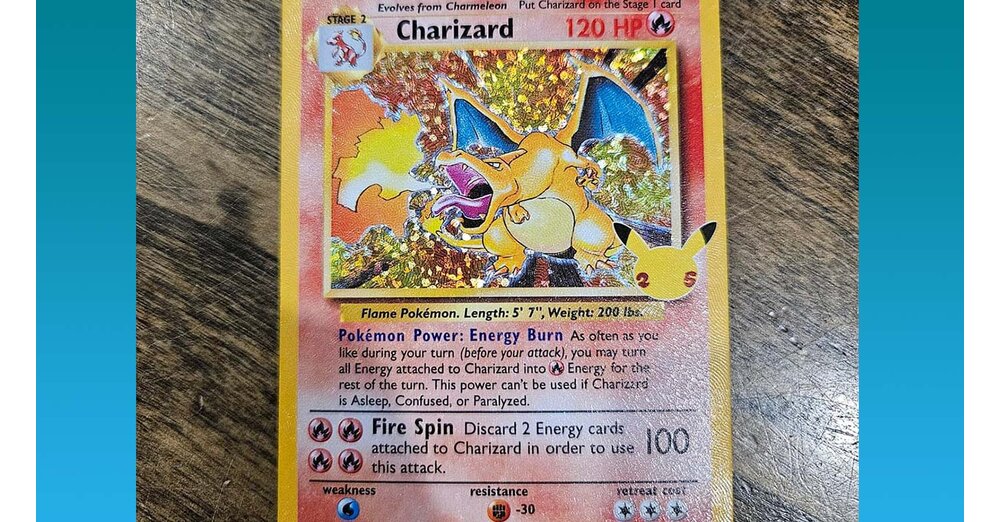 Evolves from Charmeleon Put Charizard on the Stage 1 card
STAGE 2
Charizard 120 HP
2 5
Flame Pokémon. Length: 5' 7", Weight: 200 lbs.
Pokémon Power: Energy Burn As often as you
like during your turn (before your attack), you may turn
all Energy attached to Charizard into Energy for the
rest of the turn. This power can't be used if Charizard
is Asleep, Confused, or Paralyzed.
Fire Spin Discard 2 Energy cards
attached to Charizard in order to use 100
this attack.
weakness resistance retreat cost
-30